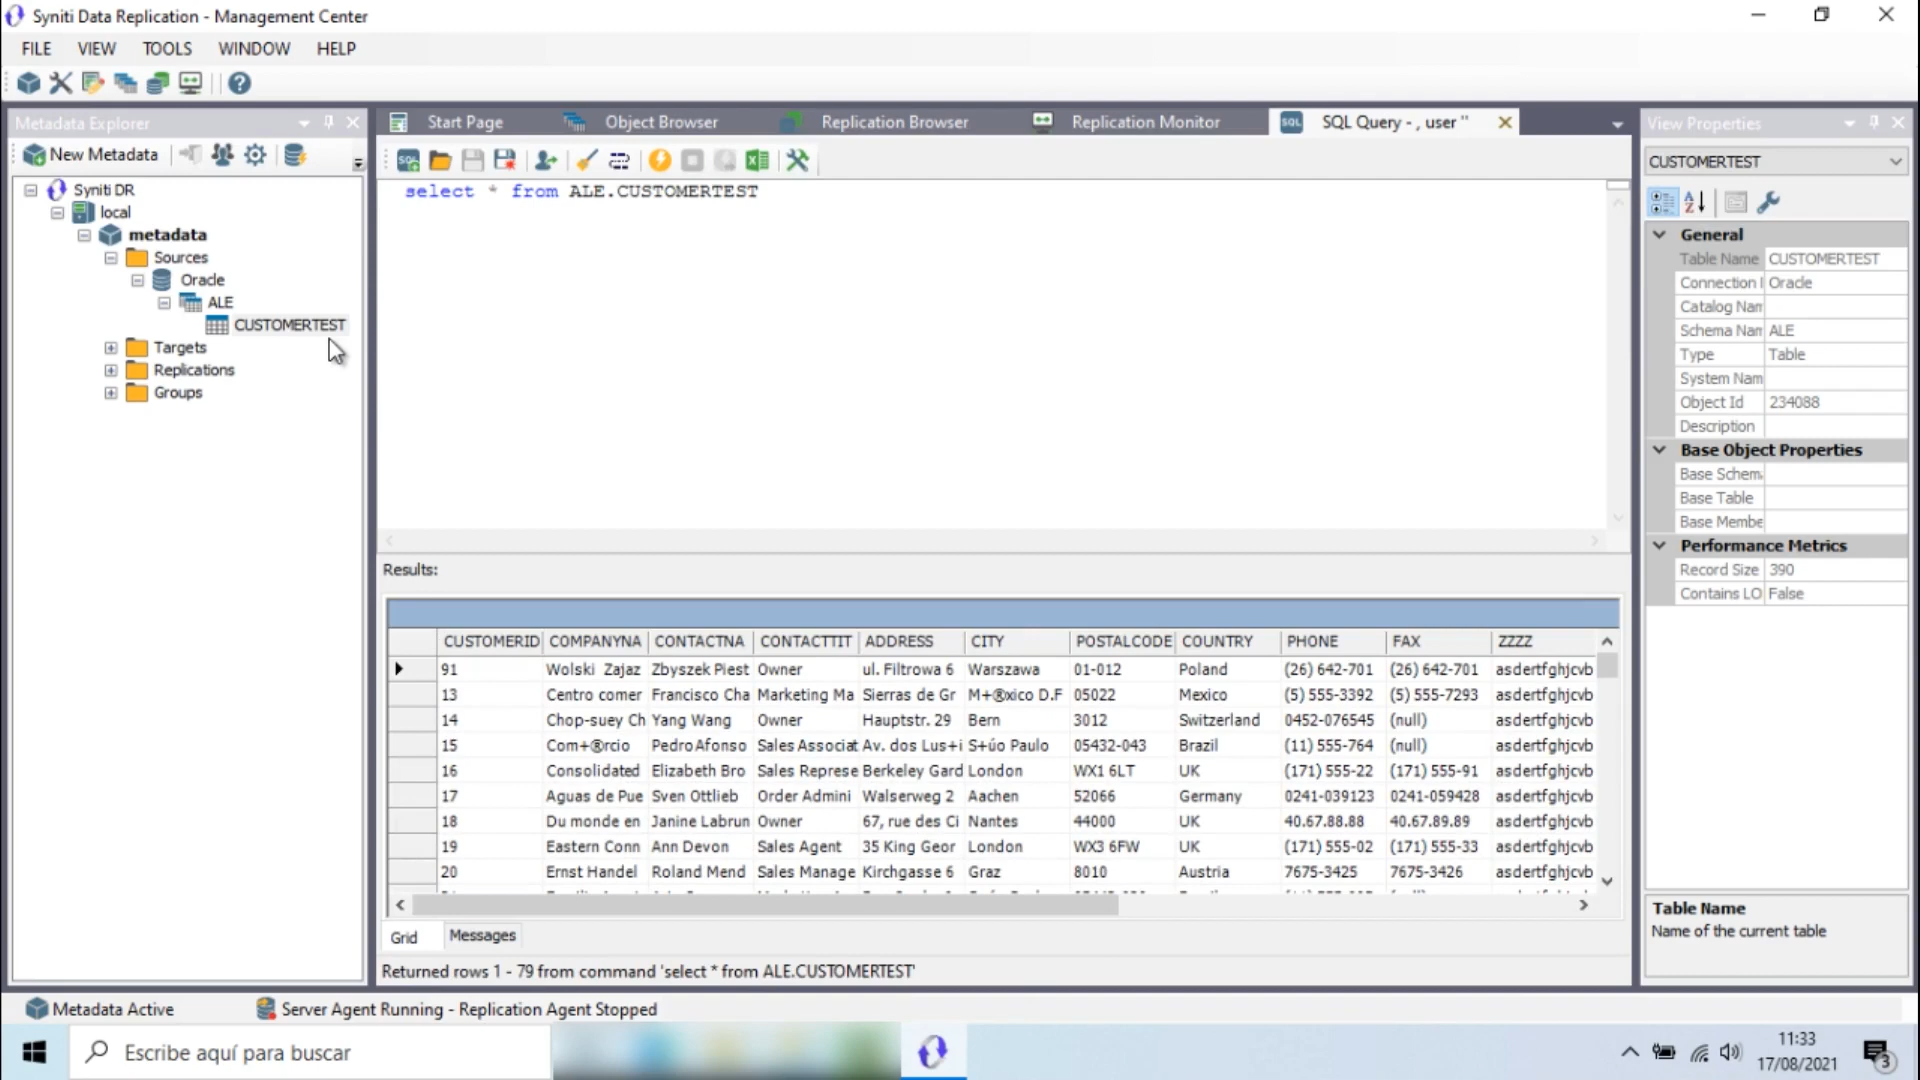 Syniti Data Replication - Management Center
FILE VIEW TOOLS WINDOW HELP
Metadata Explorer
New Metadata
Syniti DR
local
metadata
Sources
Oracle
ALE
CUSTOMERTEST
Targets
Replications
Groups
Start Page Object Browser Replication Browser Replication Monitor SQL SQL Query - , user "
SQL
select * from ALE.CUSTOMERTEST
Results:
CUSTOMERID COMPANYNA CONTACTNA CONTACTTIT ADDRESS CITY POSTALCODE COUNTRY PHONE FAX ZZZZ
91 Wolski Zajaz Zbyszek Piest Owner ul. Filtrowa 6 Warszawa 01-012 Poland (26) 642-701 (26) 642-701 asdertfghjcvb
13 Centro comer Francisco Cha Marketing Ma Sierras de Gr M+®xico D.F 05022 Mexico (5) 555-3392 (5) 555-7293 asdertfghjcvb
14 Chop-suey Ch Yang Wang Owner Hauptstr. 29 Bern 3012 Switzerland 0452-076545 (null) asdertfghjcvb
15 Com+®rcio PedroAfonso Sales Associat Av. dos Lus+i S+úo Paulo 05432-043 Brazil (11) 555-764 (null) asdertfghjcvb
16 Consolidated Elizabeth Bro Sales Represe Berkeley Gard London WX1 6LT UK (171) 555-22 (171) 555-91 asdertfghjcvb
17 Aguas de Pue Sven Ottlieb Order Admini Walserweg 2 Aachen 52066 Germany 0241-039123 0241-059428 asdertfghjcvb
18 Du monde en Janine Labrun Owner 67, rue des Ci Nantes 44000 UK 40.67.88.88 40.67.89.89 asdertfghjcvb
19 Eastern Conn Ann Devon Sales Agent 35 King Geor London WX3 6FW UK (171) 555-02 (171) 555-33 asdertfghjcvb
20 Ernst Handel Roland Mend Sales Manage Kirchgasse 6 Graz 8010 Austria 7675-3425 7675-3426 asdertfghjcvb
Grid Messages
Returned rows 1 - 79 from command 'select * from ALE.CUSTOMERTEST'
View Properties
CUSTOMERTEST
General
Table Name CUSTOMERTEST
Connection I Oracle
Catalog Nam
Schema Nam ALE
Type Table
System Nam
Object Id 234088
Description
Base Object Properties
Base Schem
Base Table
Base Membe
Performance Metrics
Record Size 390
Contains LO False
Table Name
Name of the current table
Metadata Active Server Agent Running - Replication Agent Stopped
Escribe aquí para buscar
11:33
17/08/2021
3